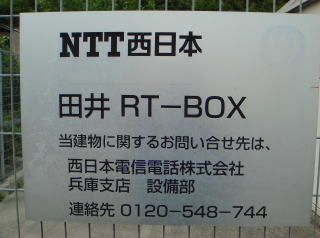 NTT西日本
田井 RT－BOX
当建物に関するお問い合せ先は、
西日本電信電話株式会社
兵庫支店　設備部
連絡先 0120－548－744